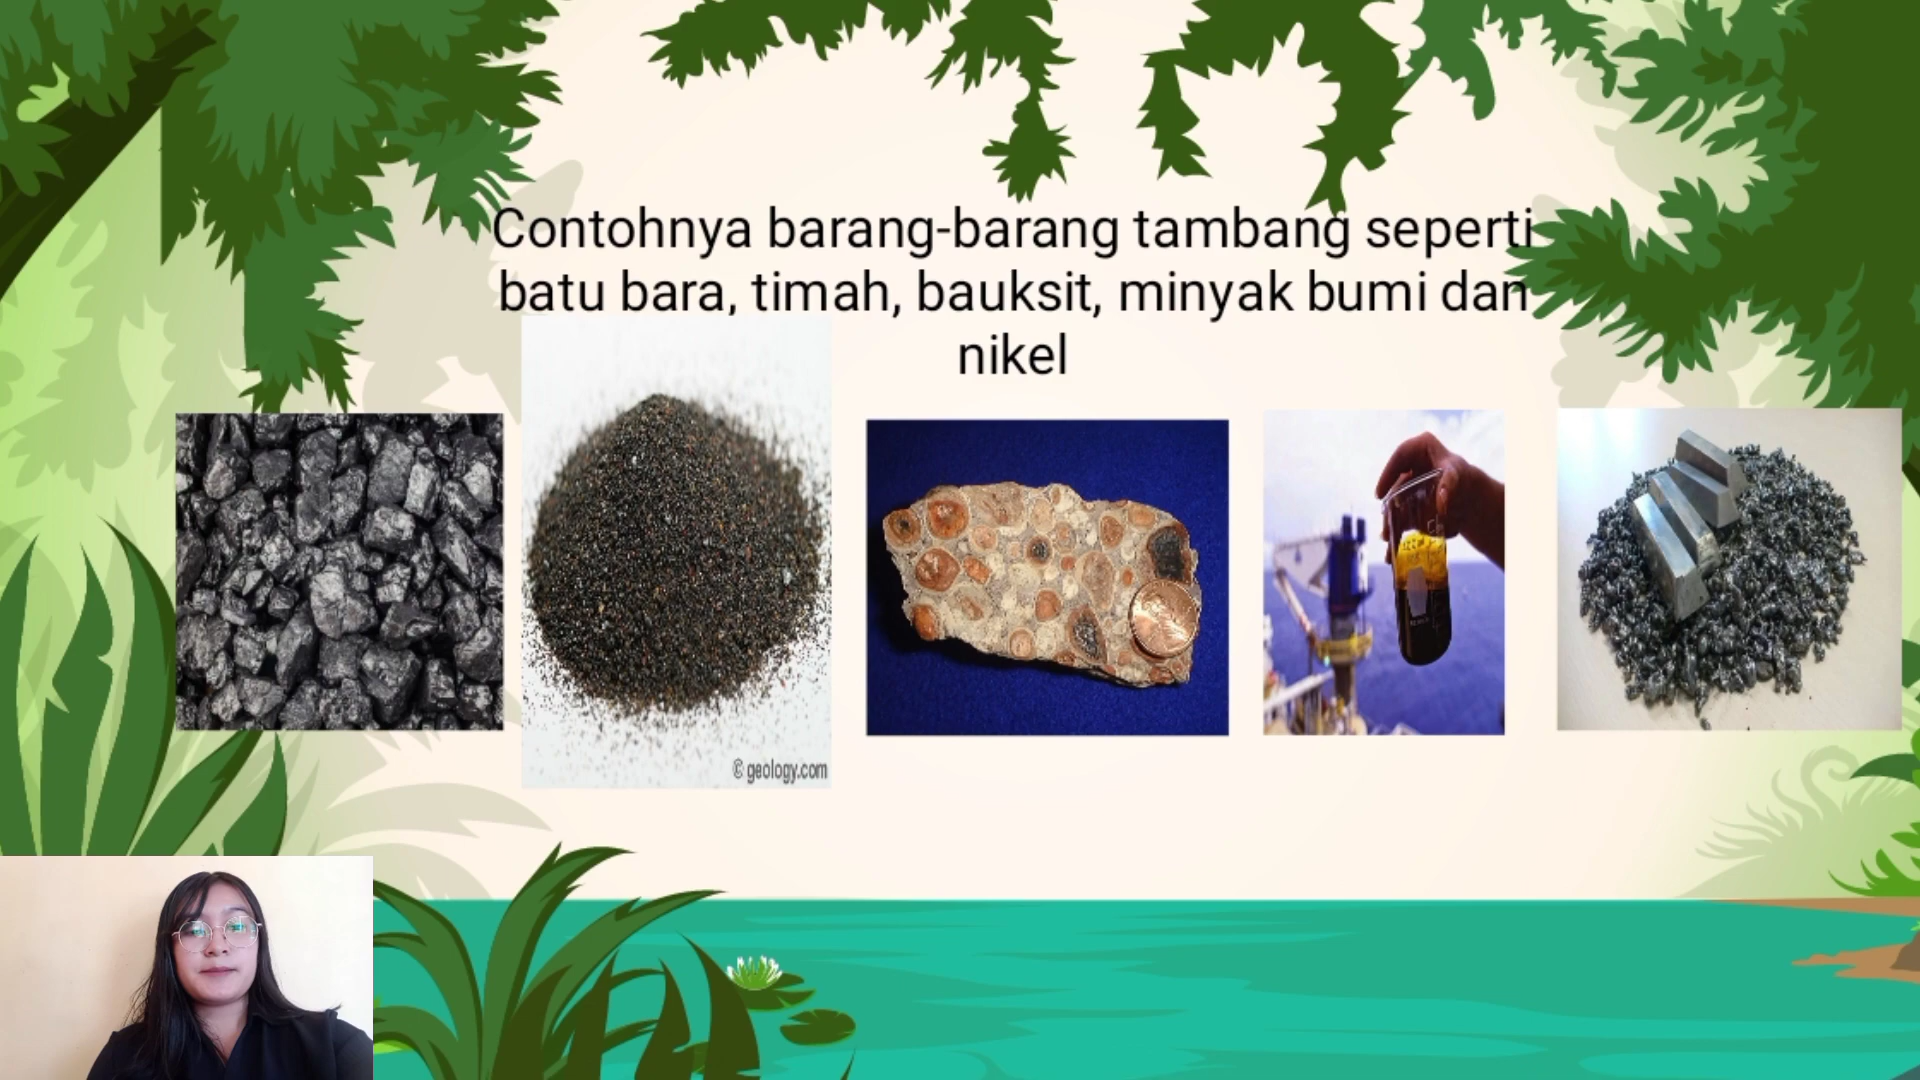 Contohnya barang-barang tambang seperti
batu bara, timah, bauksit, minyak bumi dan
nikel
© geology.com